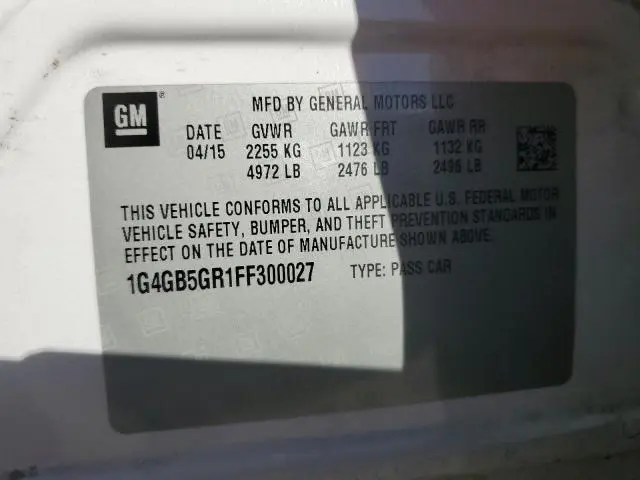 GM ®
MFD BY GENERAL MOTORS LLC
DATE GVWR GAWR FRT GAWR RR
04/15 2255 KG 1123 KG 1132 KG
4972 LB 2476 LB 2496 LB
THIS VEHICLE CONFORMS TO ALL APPLICABLE U.S. FEDERAL MOTOR
VEHICLE SAFETY, BUMPER, AND THEFT PREVENTION STANDARDS IN
EFFECT ON THE DATE OF MANUFACTURE SHOWN ABOVE.
1G4GB5GR1FF300027 TYPE: PASS CAR